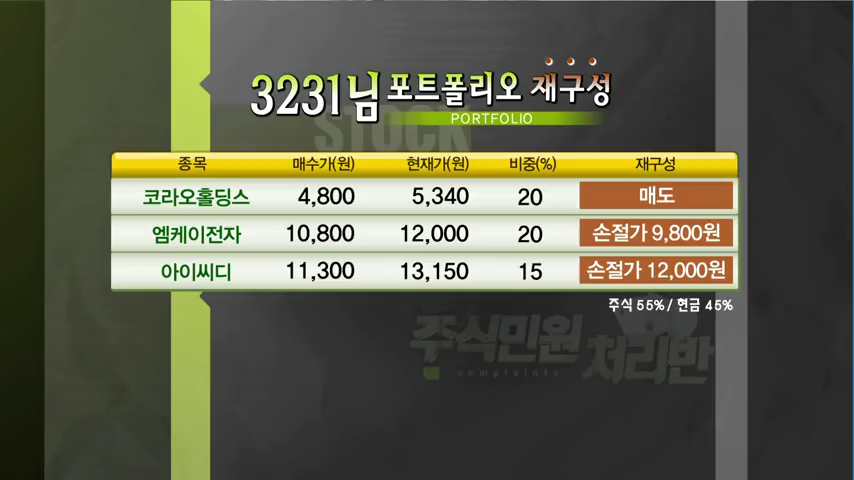 3231님 포트폴리오 재구성
PORTFOLIO
STOCK
종목 매수가(원) 현재가(원) 비중(%) 재구성
코라오홀딩스 4,800 5,340 20 매도
엠케이전자 10,800 12,000 20 손절가 9,800원
아이씨디 11,300 13,150 15 손절가 12,000원
주식 55% / 현금 45%
주식민원 처리반
complaints